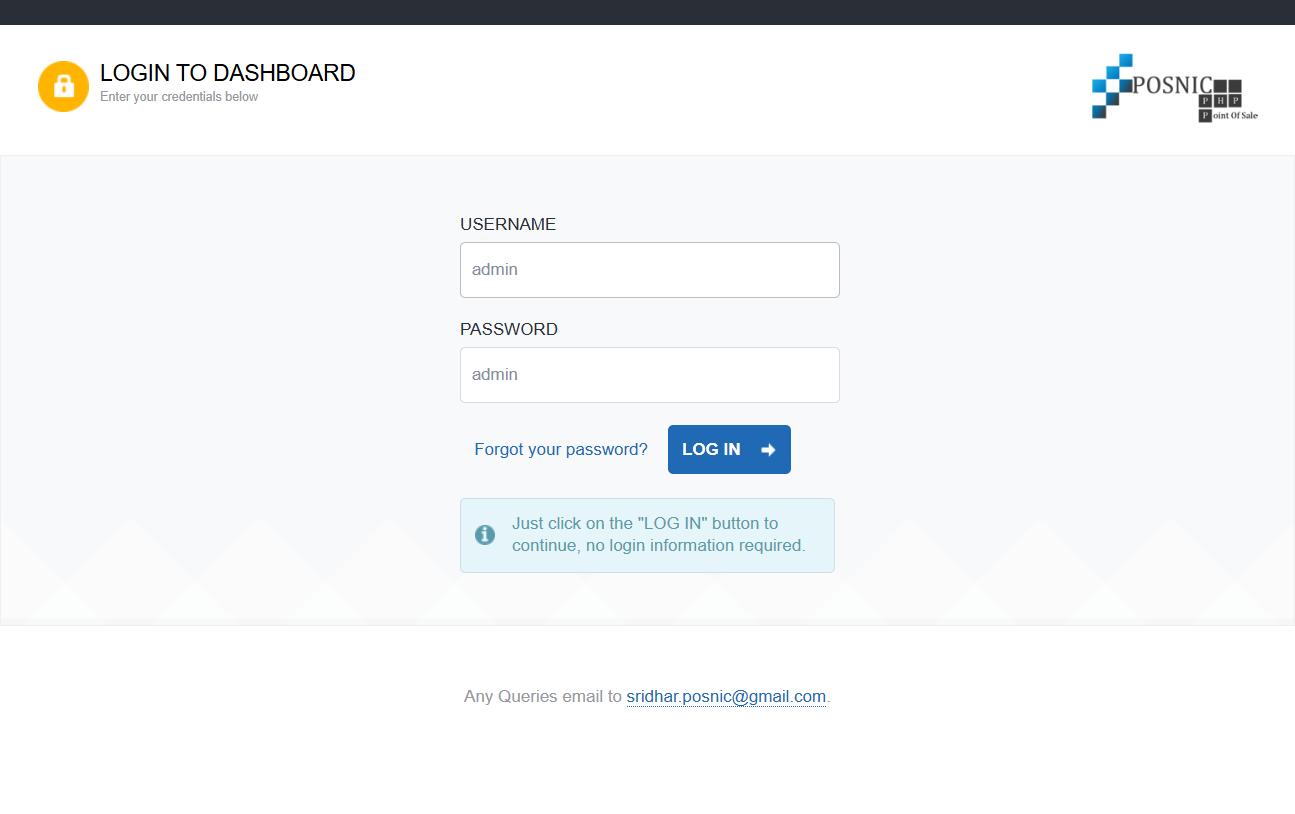 LOGIN TO DASHBOARD
Enter your credentials below
POSNIC
PHP
Point Of Sale
USERNAME
admin
PASSWORD
admin
Forgot your password?
LOG IN
Just click on the "LOG IN" button to
continue, no login information required.
Any Queries email to sridhar.posnic@gmail.com.